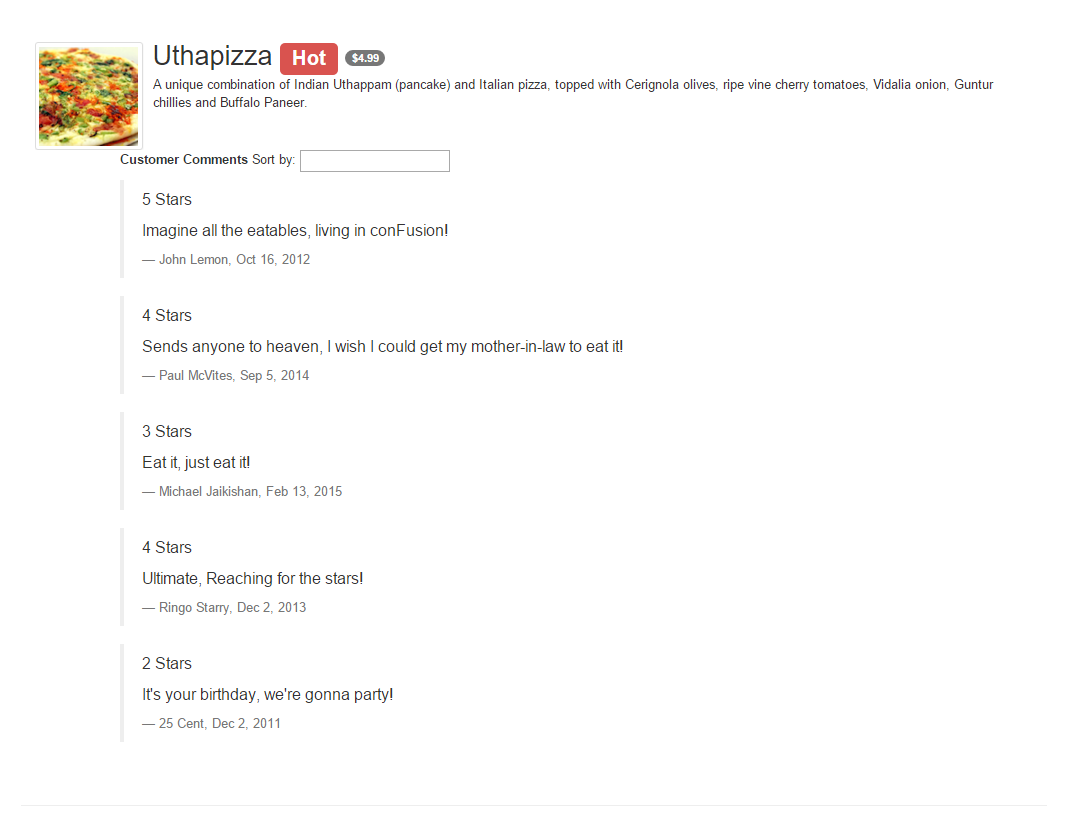 Uthapizza Hot $4.99
A unique combination of Indian Uthappam (pancake) and Italian pizza, topped with Cerignola olives, ripe vine cherry tomatoes, Vidalia onion, Guntur
chillies and Buffalo Paneer.
Customer Comments Sort by:
5 Stars
Imagine all the eatables, living in conFusion!
— John Lemon, Oct 16, 2012
4 Stars
Sends anyone to heaven, I wish I could get my mother-in-law to eat it!
— Paul McVites, Sep 5, 2014
3 Stars
Eat it, just eat it!
— Michael Jaikishan, Feb 13, 2015
4 Stars
Ultimate, Reaching for the stars!
— Ringo Starry, Dec 2, 2013
2 Stars
It's your birthday, we're gonna party!
— 25 Cent, Dec 2, 2011